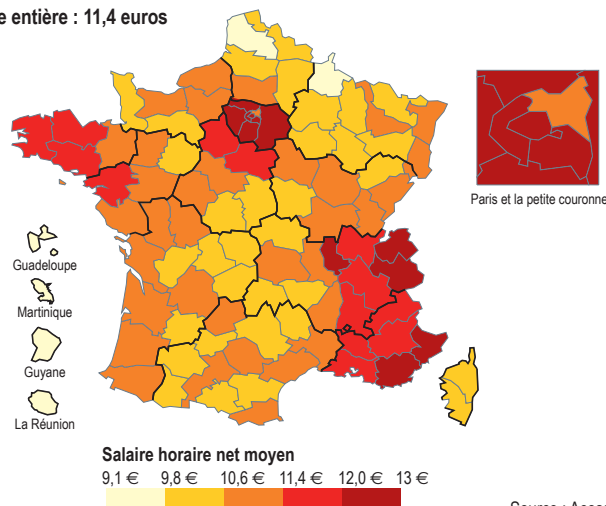 entière : 11,4 euros
Paris et la petite couronne
Guadeloupe
Martinique
Guyane
La Réunion
Salaire horaire net moyen
9,1 € 9,8 € 10,6 € 11,4 € 12,0 € 13 €